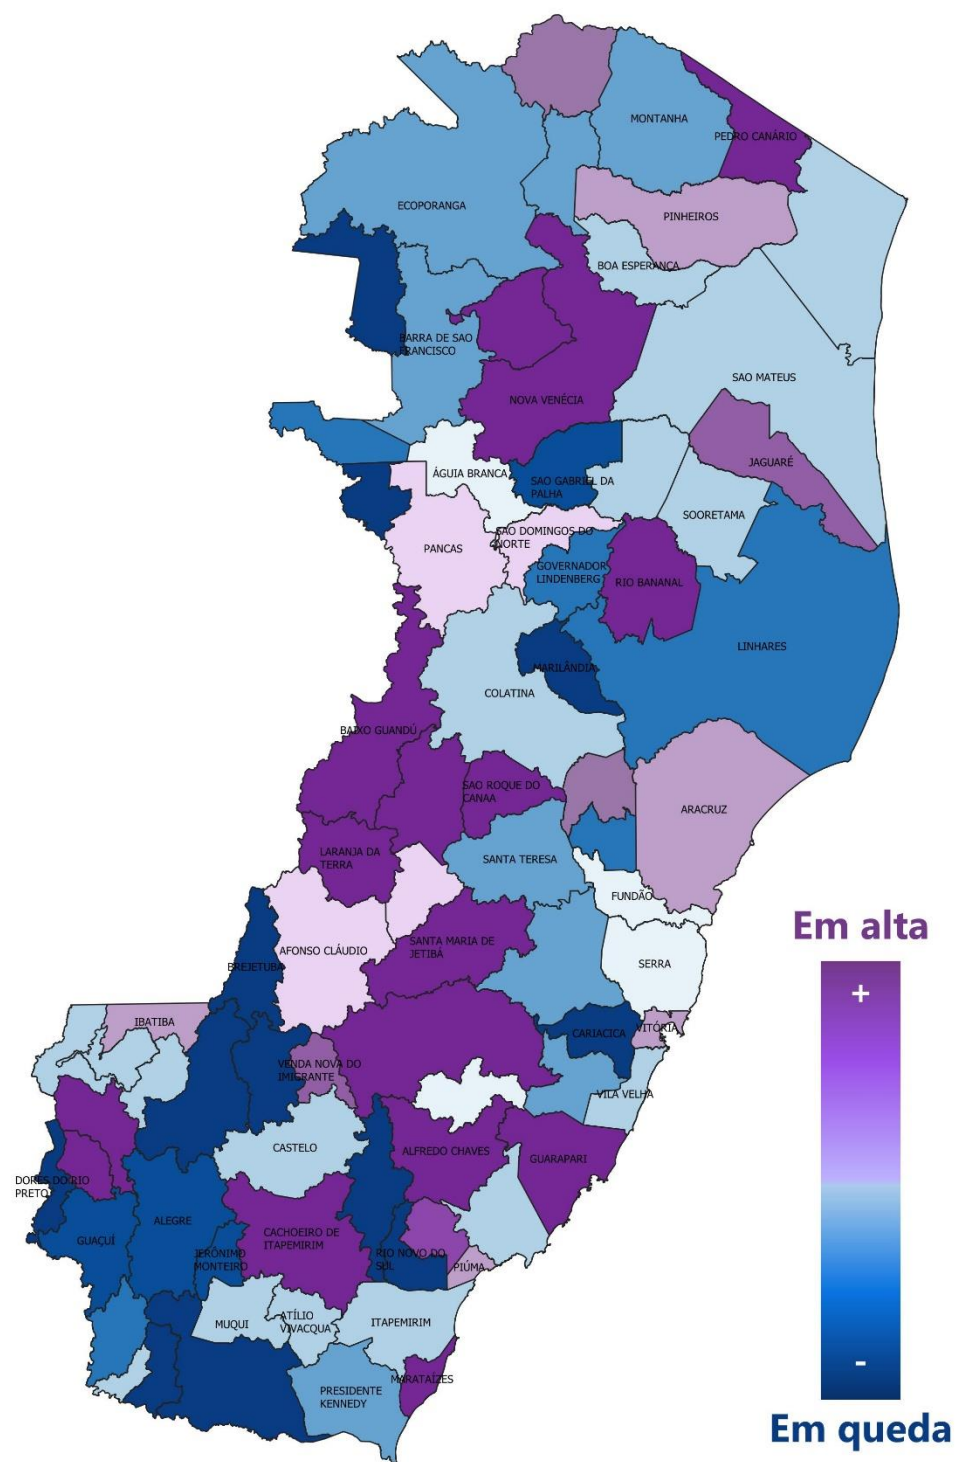 MONTANHA
PEDRO CANÁRIO
ECOPORANGA
PINHEIROS
BOA ESPERANÇA
BARRA DE SAO
FRANCISCO
SAO MATEUS
NOVA VENÉCIA
JAGUARÉ
ÁGUIA BRANCA
SAO GABRIEL DA
PALHA
SOORETAMA
SAO DOMINGOS DO
NORTE
PANCAS
GOVERNADOR
LINDENBERG
RIO BANANAL
LINHARES
MARILÂNDIA
COLATINA
BAIXO GUANDÚ
SAO ROQUE DO
CANAA
ARACRUZ
LARANJA DA
TERRA
SANTA TERESA
FUNDÃO
Em alta
AFONSO CLÁUDIO
SANTA MARIA DE
JETIBÁ
BREJETUBA
SERRA
+
IBATIBA
CARIACICA
VITÓRIA
VENDA NOVA DO
IMIGRANTE
VILA VELHA
CASTELO
ALFREDO CHAVES
GUARAPARI
DORES DO RIO
PRETO
ALEGRE
GUAÇUÍ
CACHOEIRO DE
ITAPEMIRIM
JERÔNIMO
MONTEIRO
RIO NOVO DO
SUL
PIÚMA
MUQUI
ATÍLIO
VIVACQUA
ITAPEMIRIM
MARATAÍZES
PRESIDENTE
KENNEDY
-
Em queda